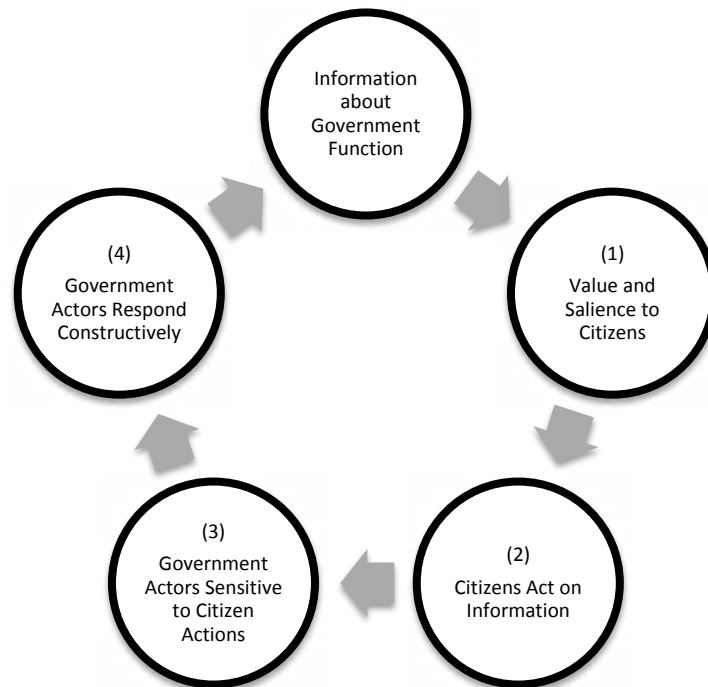 Information
about
Government
Function
(1)
Value and
Salience to
Citizens
(2)
Citizens Act on
Information
(3)
Government
Actors Sensitive
to Citizen
Actions
(4)
Government
Actors Respond
Constructively